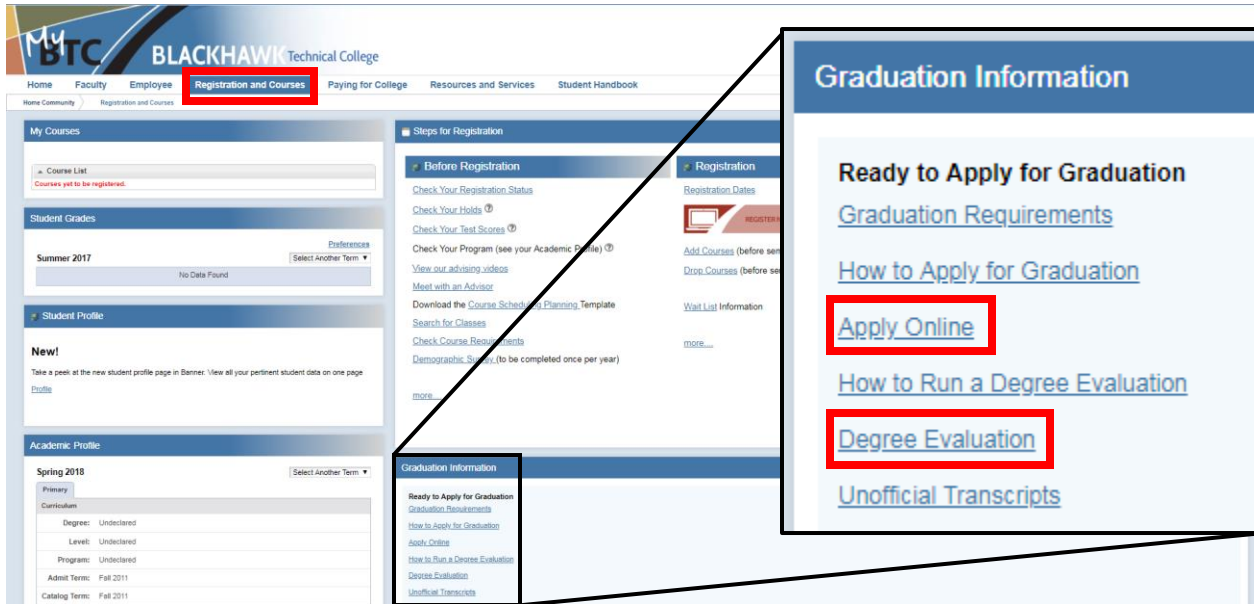 MyBTC BLACKHAWK Technical College
Home Faculty Employee Registration and Courses Paying for College Resources and Services Student Handbook
Home Community Registration and Courses
My Courses
Course List
Courses yet to be registered.
Student Grades
Preferences
Summer 2017 Select Another Term
No Data Found
Student Profile
New!
Take a peek at the new student profile page in Banner. View all your pertinent student data on one page
Profile
Academic Profile
Spring 2018 Select Another Term
Primary
Curriculum
Degree: Undeclared
Level: Undeclared
Program: Undeclared
Admit Term: Fall 2011
Catalog Term: Fall 2011
Steps for Registration
Before Registration
Check Your Registration Status
Check Your Holds
Check Your Test Scores
Check Your Program (see your Academic Profile)
View our advising videos
Meet with an Advisor
Download the Course Scheduling Planning Template
Search for Classes
Check Course Requirements
Demographic Survey (to be completed once per year)
more....
Registration
Registration Dates
REGISTER
Add Courses (before
Drop Courses (before
Wait List Information
more....
Graduation Information
Ready to Apply for Graduation
Graduation Requirements
How to Apply for Graduation
Apply Online
How to Run a Degree Evaluation
Degree Evaluation
Unofficial Transcripts
Graduation Information
Ready to Apply for Graduation
Graduation Requirements
How to Apply for Graduation
Apply Online
How to Run a Degree Evaluation
Degree Evaluation
Unofficial Transcripts